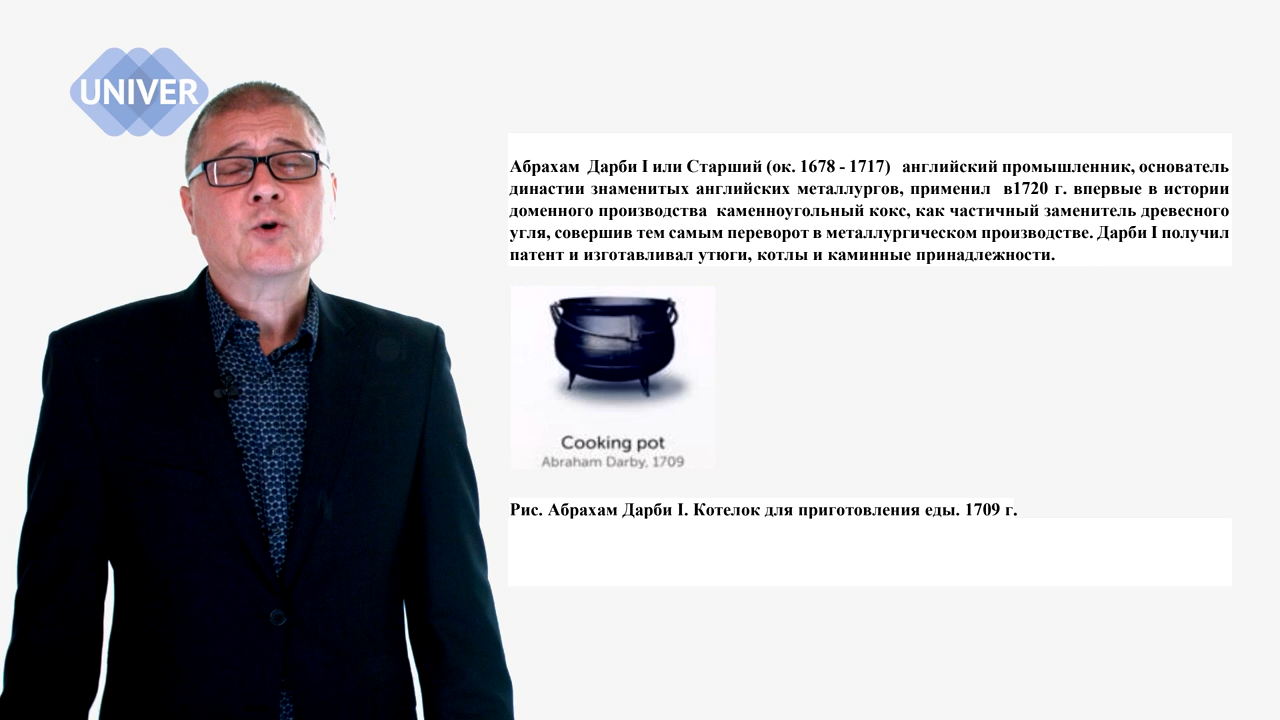 UNIVER
Абрахам Дарби I или Старший (ок. 1678 - 1717) английский промышленник, основатель
династии знаменитых английских металлургов, применил в1720 г. впервые в истории
доменного производства каменноугольный кокс, как частичный заменитель древесного
угля, совершив тем самым переворот в металлургическом производстве. Дарби I получил
патент и изготавливал утюги, котлы и каминные принадлежности.
Cooking pot
Abraham Darby, 1709
Рис. Абрахам Дарби I. Котелок для приготовления еды. 1709 г.